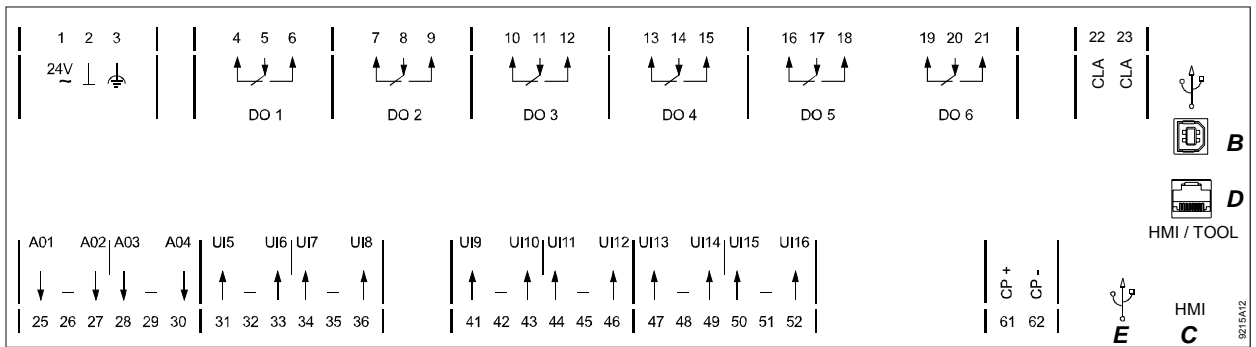 1 2 3 4 5 6 7 8 9 10 11 12 13 14 15 16 17 18 19 20 21 22 23
24V
~
CLA CLA
DO 1 DO 2 DO 3 DO 4 DO 5 DO 6
B
D
HMI / TOOL
A01 A02 A03 A04 UI5 UI6 UI7 UI8 UI9 UI10 UI11 UI12 UI13 UI14 UI15 UI16
CP + CP -
25 26 27 28 29 30 31 32 33 34 35 36 41 42 43 44 45 46 47 48 49 50 51 52 61 62
HMI
E C
9215A12